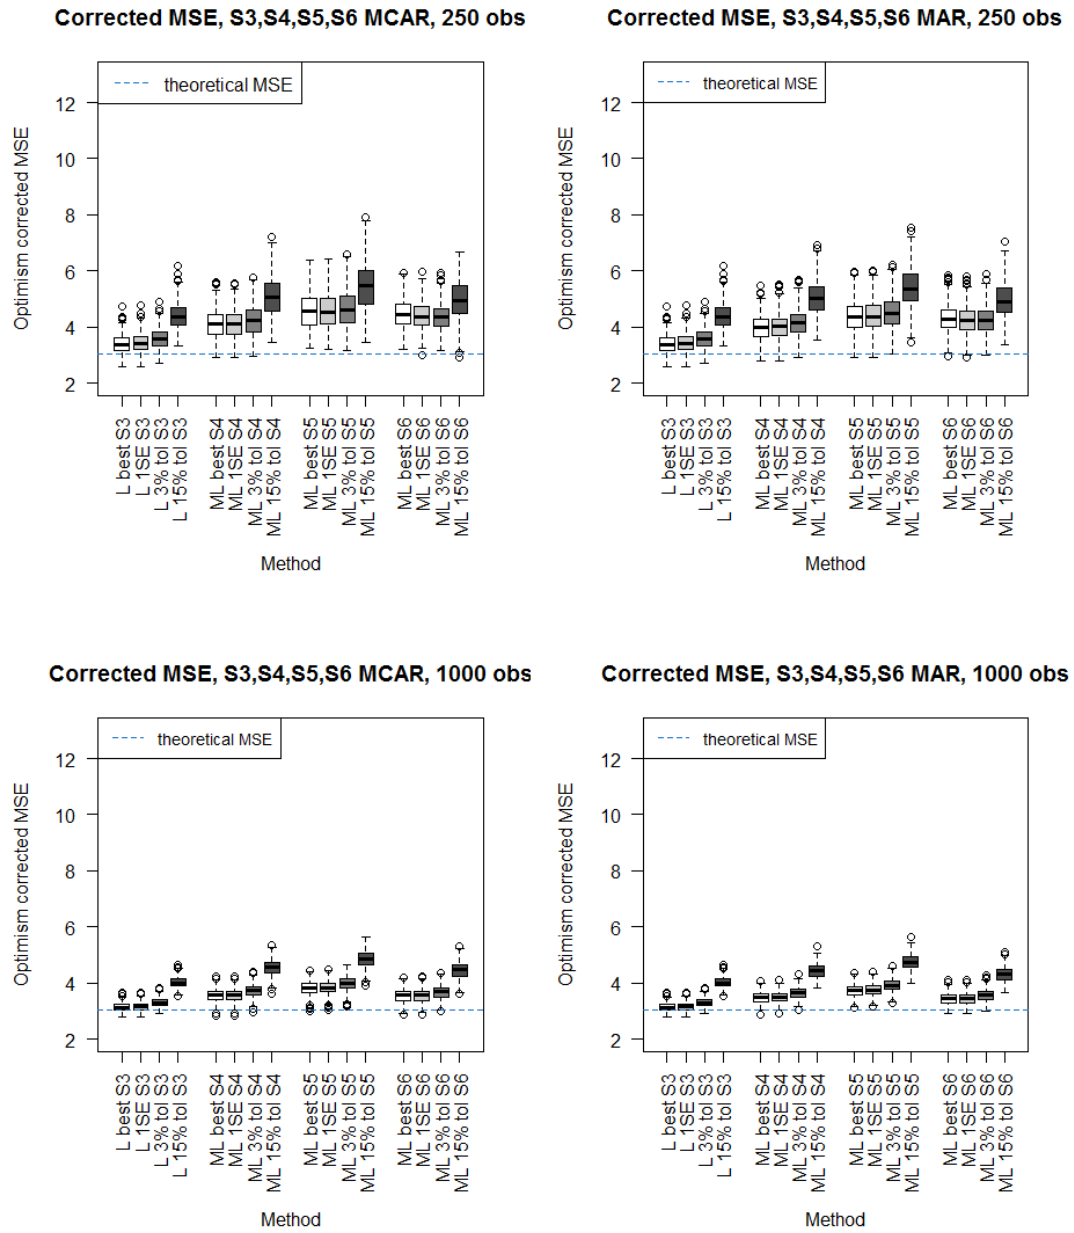 Corrected MSE, S3,S4,S5,S6 MCAR, 250 obs
theoretical MSE
Optimism corrected MSE
12
10
8
6
4
2
L best S3
L 1SE S3
L 3% tol S3
L 15% tol S3
ML best S4
ML 1SE S4
ML 3% tol S4
ML 15% tol S4
ML best S5
ML 1SE S5
ML 3% tol S5
ML 15% tol S5
ML best S6
ML 1SE S6
ML 3% tol S6
ML 15% tol S6
Method
Corrected MSE, S3,S4,S5,S6 MAR, 250 obs
theoretical MSE
Optimism corrected MSE
12
10
8
6
4
2
L best S3
L 1SE S3
L 3% tol S3
L 15% tol S3
ML best S4
ML 1SE S4
ML 3% tol S4
ML 15% tol S4
ML best S5
ML 1SE S5
ML 3% tol S5
ML 15% tol S5
ML best S6
ML 1SE S6
ML 3% tol S6
ML 15% tol S6
Method
Corrected MSE, S3,S4,S5,S6 MCAR, 1000 obs
theoretical MSE
Optimism corrected MSE
12
10
8
6
4
2
L best S3
L 1SE S3
L 3% tol S3
L 15% tol S3
ML best S4
ML 1SE S4
ML 3% tol S4
ML 15% tol S4
ML best S5
ML 1SE S5
ML 3% tol S5
ML 15% tol S5
ML best S6
ML 1SE S6
ML 3% tol S6
ML 15% tol S6
Method
Corrected MSE, S3,S4,S5,S6 MAR, 1000 obs
theoretical MSE
Optimism corrected MSE
12
10
8
6
4
2
L best S3
L 1SE S3
L 3% tol S3
L 15% tol S3
ML best S4
ML 1SE S4
ML 3% tol S4
ML 15% tol S4
ML best S5
ML 1SE S5
ML 3% tol S5
ML 15% tol S5
ML best S6
ML 1SE S6
ML 3% tol S6
ML 15% tol S6
Method